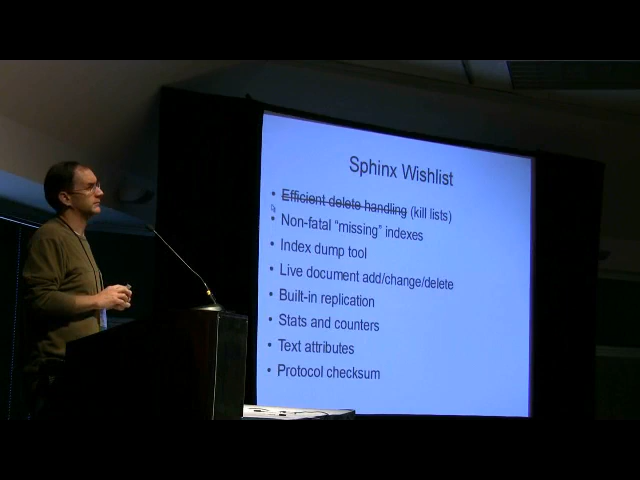 Sphinx Wishlist
• Efficient delete handling (kill lists)
• Non-fatal “missing” indexes
• Index dump tool
• Live document add/change/delete
• Built-in replication
• Stats and counters
• Text attributes
• Protocol checksum